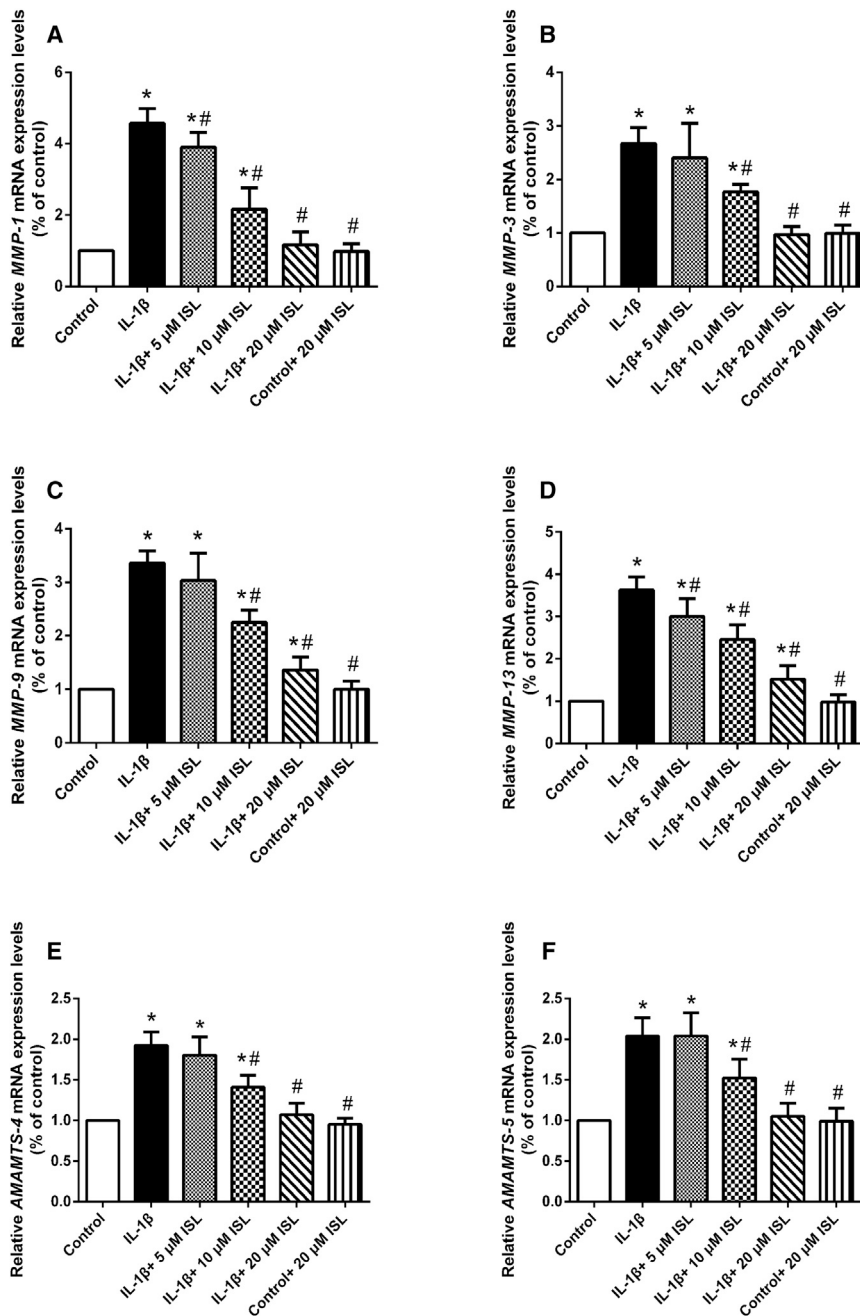 A
Relative MMP-1 mRNA expression levels
(% of control)
6
4
2
0
*
*#
*#
#
#
Control
IL-1β
IL-1β+ 5 µM ISL
IL-1β+ 10 µM ISL
IL-1β+ 20 µM ISL
Control+ 20 µM ISL
B
Relative MMP-3 mRNA expression levels
(% of control)
4
3
2
1
0
*
*
*#
#
#
Control
IL-1β
IL-1β+ 5 µM ISL
IL-1β+ 10 µM ISL
IL-1β+ 20 µM ISL
Control+ 20 µM ISL
C
Relative MMP-9 mRNA expression levels
(% of control)
4
3
2
1
0
*
*
*#
*#
#
Control
IL-1β
IL-1β+ 5 µM ISL
IL-1β+ 10 µM ISL
IL-1β+ 20 µM ISL
Control+ 20 µM ISL
D
Relative MMP-13 mRNA expression levels
(% of control)
5
4
3
2
1
0
*
*#
*#
*#
#
Control
IL-1β
IL-1β+ 5 µM ISL
IL-1β+ 10 µM ISL
IL-1β+ 20 µM ISL
Control+ 20 µM ISL
E
Relative AMAMTS-4 mRNA expression levels
(% of control)
2.5
2.0
1.5
1.0
0.5
0.0
*
*
*#
#
#
Control
IL-1β
IL-1β+ 5 µM ISL
IL-1β+ 10 µM ISL
IL-1β+ 20 µM ISL
Control+ 20 µM ISL
F
Relative AMAMTS-5 mRNA expression levels
(% of control)
2.5
2.0
1.5
1.0
0.5
0.0
*
*
*#
#
#
Control
IL-1β
IL-1β+ 5 µM ISL
IL-1β+ 10 µM ISL
IL-1β+ 20 µM ISL
Control+ 20 µM ISL